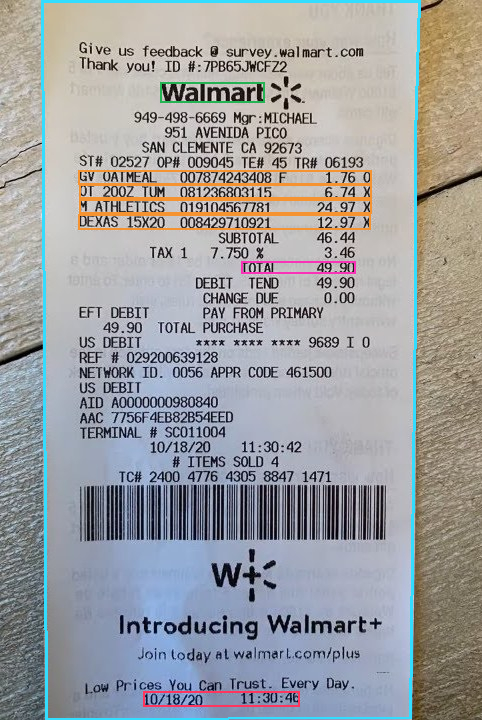 Give us feedback @ survey.walmart.com
Thank you! ID #:7PB65JWCFZ2
Walmart
949-498-6669 Mgr:MICHAEL
951 AVENIDA PICO
SAN CLEMENTE CA 92673
ST# 02527 OP# 009045 TE# 45 TR# 06193
GV OATMEAL 007874243408 F 1.76 O
OT 20OZ TUM 081236803115 6.74 X
M ATHLETICS 019104567781 24.97 X
DEXAS 15X20 008429710921 12.97 X
SUBTOTAL 46.44
TAX 1 7.750 % 3.46
TOTAL 49.90
DEBIT TEND 49.90
CHANGE DUE 0.00
EFT DEBIT PAY FROM PRIMARY
49.90 TOTAL PURCHASE
US DEBIT **** **** **** 9689 I 0
REF # 029200639128
NETWORK ID. 0056 APPR CODE 461500
US DEBIT
AID A0000000980840
AAC 7756F4EB82B54EED
TERMINAL # SC011004
10/18/20 11:30:42
# ITEMS SOLD 4
TC# 2400 4776 4305 8847 1471
W+
Introducing Walmart+
Join today at walmart.com/plus
Low Prices You Can Trust. Every Day.
10/18/20 11:30:46